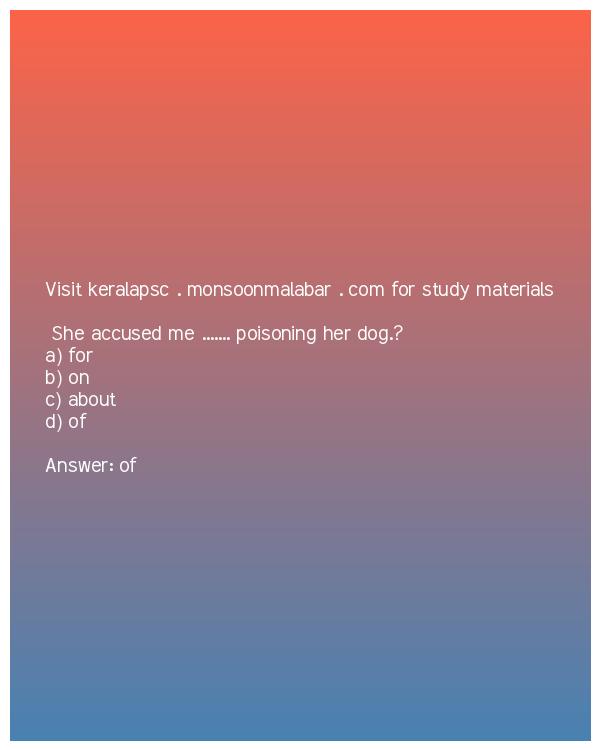 Visit keralapsc . monsoonmalabar . com for study materials
She accused me ....... poisoning her dog.?
a) for
b) on
c) about
d) of
Answer: of